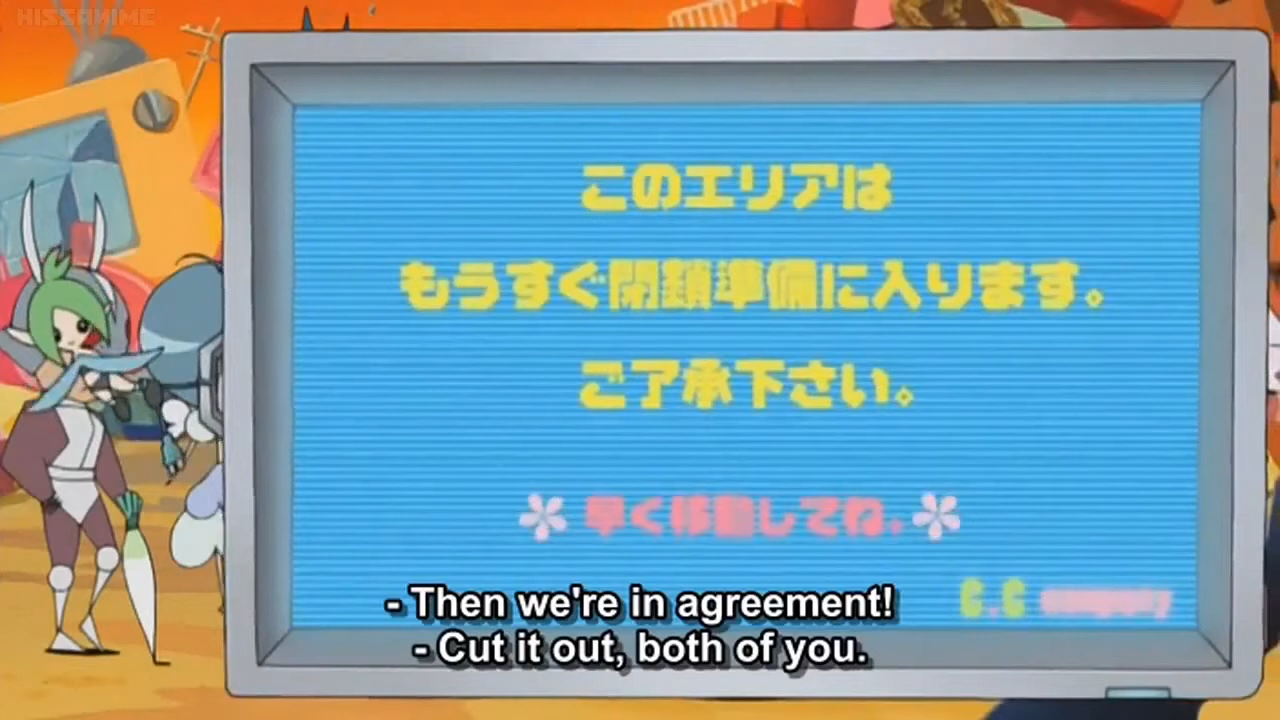 HISSANIME
このエリアは
もうすぐ閉鎖準備に入ります。
ご了承下さい。
早く移動してね.
C.C company
- Then we're in agreement!
- Cut it out, both of you.